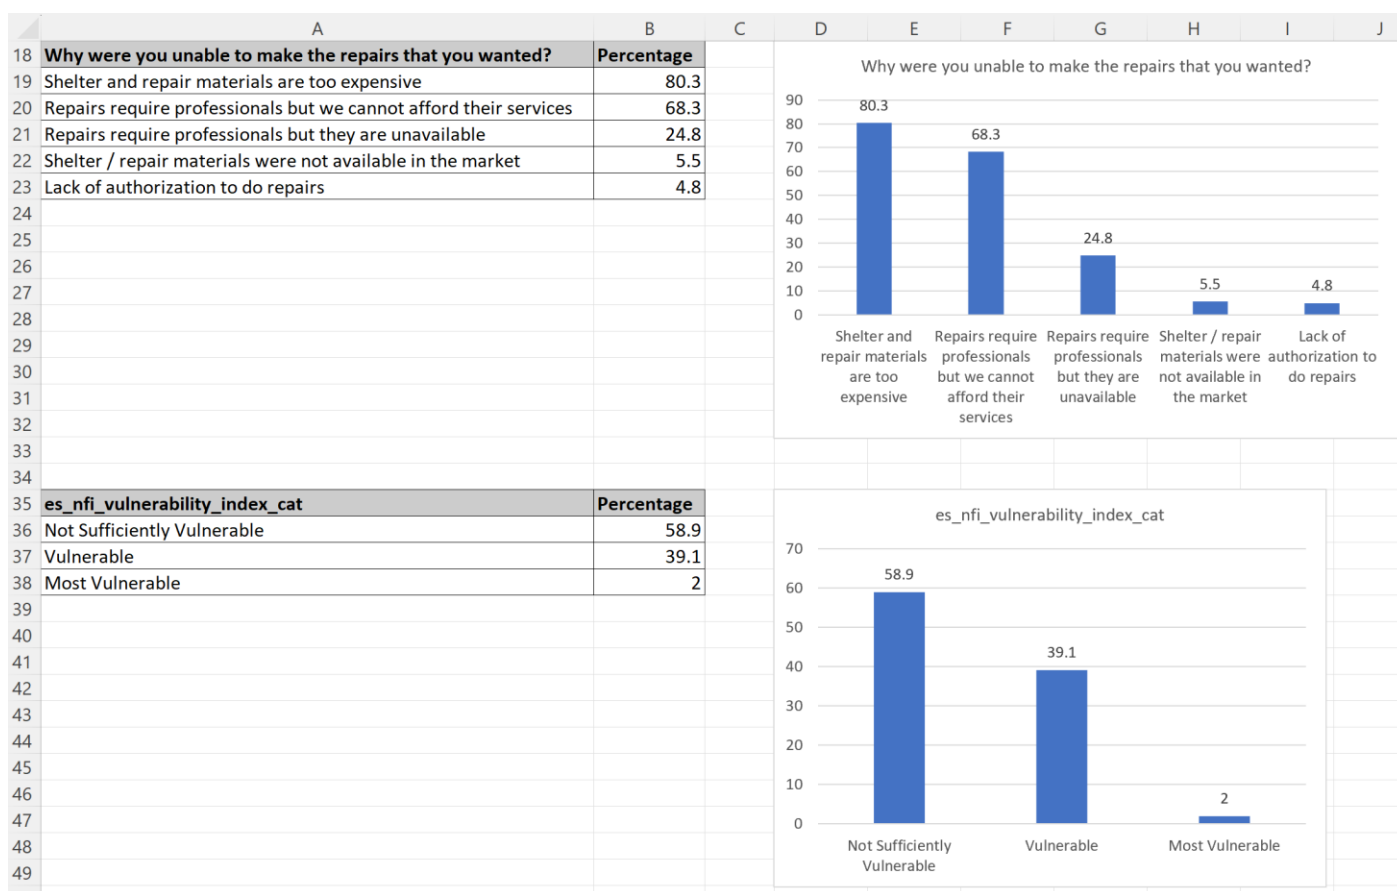 A B C D E F G H I J
18 Why were you unable to make the repairs that you wanted? Percentage
19 Shelter and repair materials are too expensive 80.3
20 Repairs require professionals but we cannot afford their services 68.3
21 Repairs require professionals but they are unavailable 24.8
22 Shelter / repair materials were not available in the market 5.5
23 Lack of authorization to do repairs 4.8
24
25
26
27
28
29
30
31
32
33
34
Why were you unable to make the repairs that you wanted?
90
80
70
60
50
40
30
20
10
0
80.3
68.3
24.8
5.5
4.8
Shelter and
repair materials
are too
expensive
Repairs require
professionals
but we cannot
afford their
services
Repairs require
professionals
but they are
unavailable
Shelter / repair
materials were
not available in
the market
Lack of
authorization to
do repairs
35 es_nfi_vulnerability_index_cat Percentage
36 Not Sufficiently Vulnerable 58.9
37 Vulnerable 39.1
38 Most Vulnerable 2
39
40
41
42
43
44
45
46
47
48
49
es_nfi_vulnerability_index_cat
70
60
50
40
30
20
10
0
58.9
39.1
2
Not Sufficiently
Vulnerable
Vulnerable
Most Vulnerable